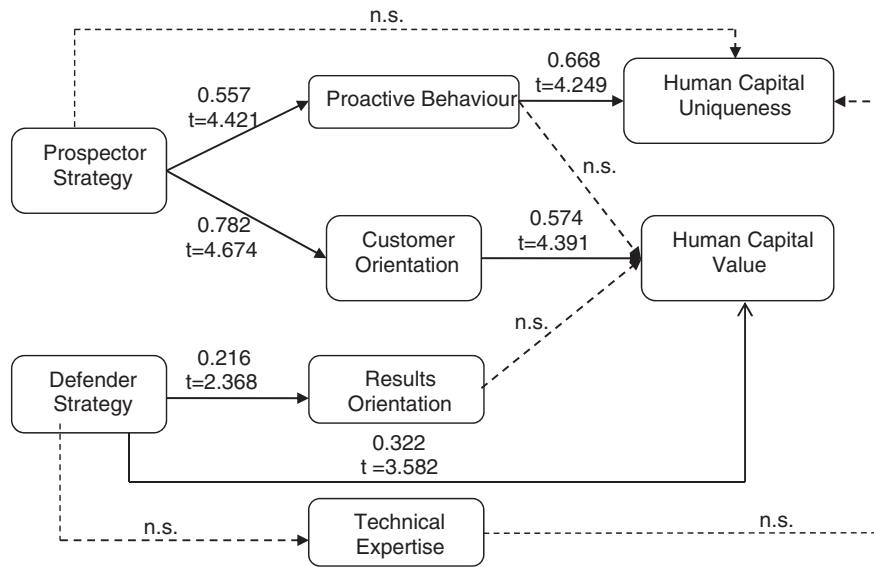 n.s.
0.557
t=4.421
Proactive Behaviour
0.668
t=4.249
Human Capital
Uniqueness
Prospector
Strategy
n.s.
0.782
t=4.674
Customer
Orientation
0.574
t=4.391
Human Capital
Value
n.s.
Defender
Strategy
0.216
t=2.368
Results
Orientation
0.322
t =3.582
n.s.
Technical
Expertise
n.s.